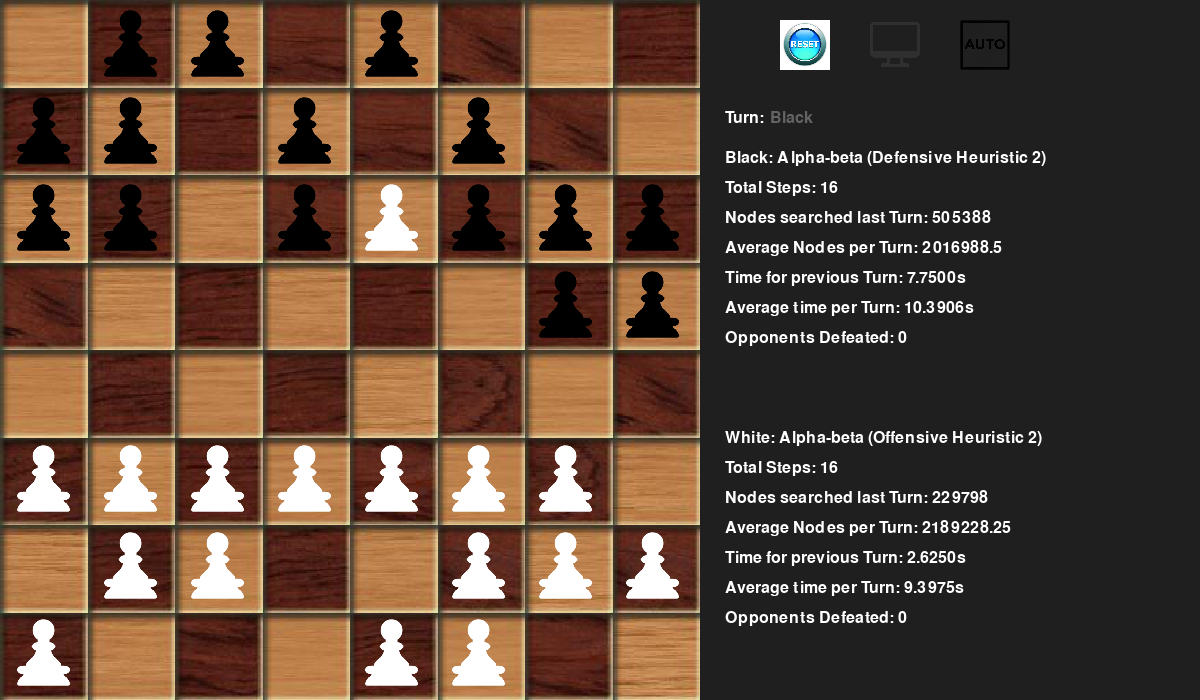 RESET
AUTO
Turn: Black
Black: Alpha-beta (Defensive Heuristic 2)
Total Steps: 16
Nodes searched last Turn: 505388
Average Nodes per Turn: 2016988.5
Time for previous Turn: 7.7500s
Average time per Turn: 10.3906s
Opponents Defeated: 0
White: Alpha-beta (Offensive Heuristic 2)
Total Steps: 16
Nodes searched last Turn: 229798
Average Nodes per Turn: 2189228.25
Time for previous Turn: 2.6250s
Average time per Turn: 9.3975s
Opponents Defeated: 0